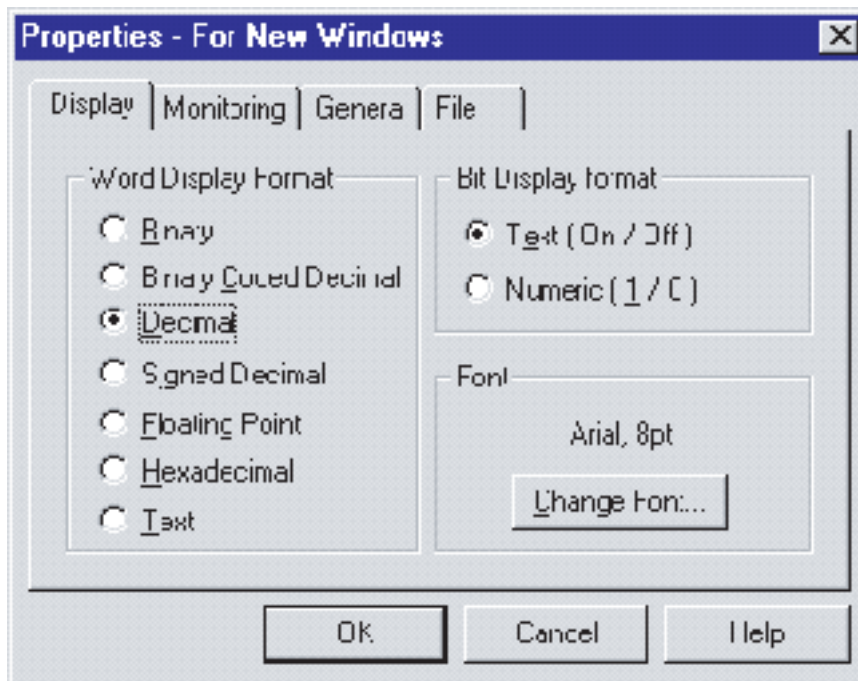 Properties - For New Windows
Display
Monitoring
Genera
File
Word Display Format
Binary
Binary Coded Decimal
Decimal
Signed Decimal
Floating Point
Hexadecimal
Text
Bit Display format
Text ( On / Off )
Numeric ( 1 / 0 )
Font
Arial, 8pt
Change Font...
OK
Cancel
Help